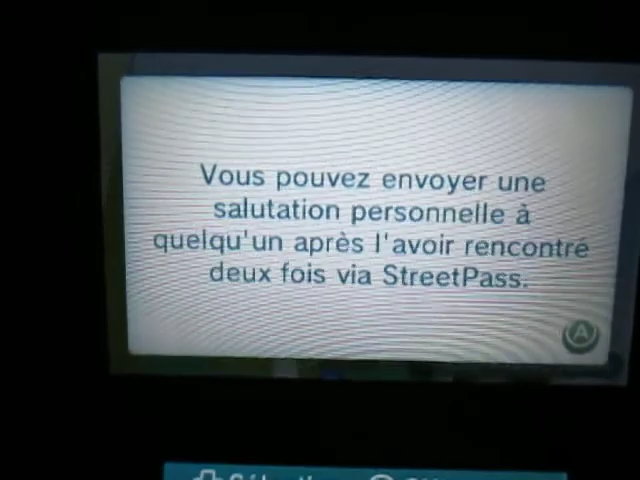 Vous pouvez envoyer une
salutation personnelle à
quelqu'un après l'avoir rencontré
deux fois via StreetPass.
A